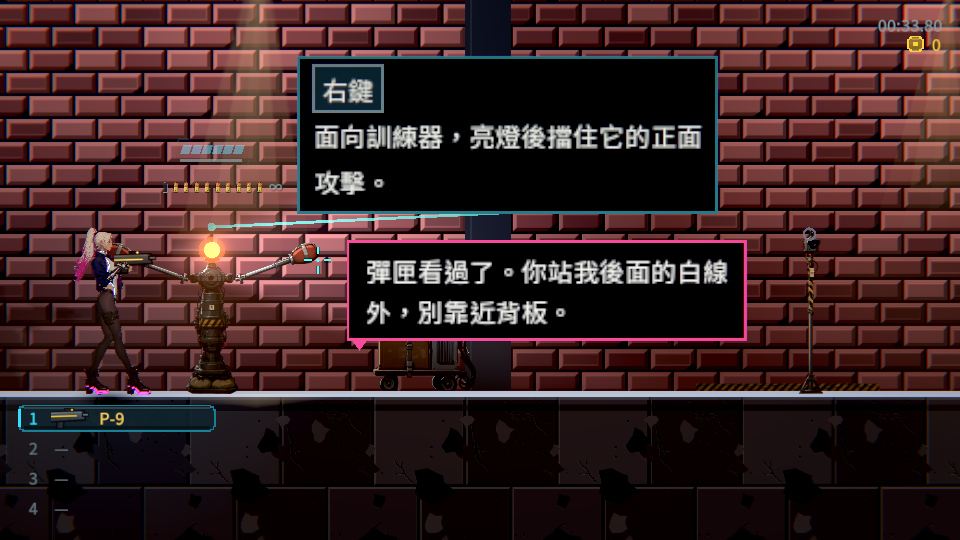 00:33.80
0
右鍵
面向訓練器，亮燈後擋住它的正面
攻擊。
∞
彈匣看過了。你站我後面的白線
外，別靠近背板。
1 P-9
2 —
3 —
4 —